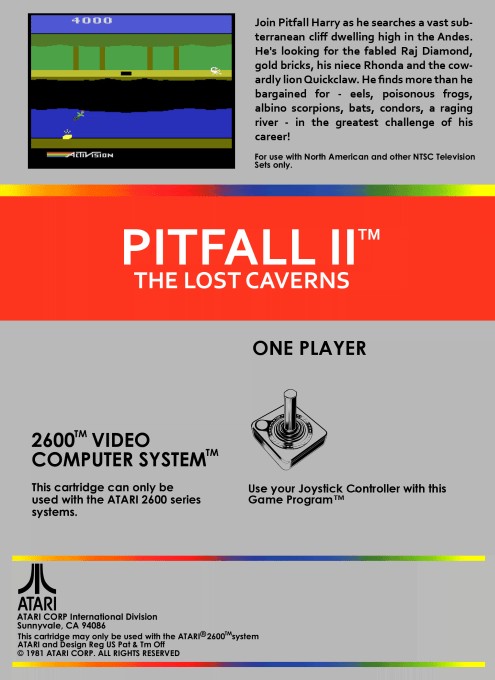 4000
Join Pitfall Harry as he searches a vast sub-
terranean cliff dwelling high in the Andes.
He's looking for the fabled Raj Diamond,
gold bricks, his niece Rhonda and the cow-
ardly lion Quickclaw. He finds more than he
bargained for - eels, poisonous frogs,
albino scorpions, bats, condors, a raging
river - in the greatest challenge of his
career!
For use with North American and other NTSC Television
Sets only.
ACTIVISION
PITFALL II™
THE LOST CAVERNS
ONE PLAYER
2600™ VIDEO
COMPUTER SYSTEM™
This cartridge can only be
used with the ATARI 2600 series
systems.
Use your Joystick Controller with this
Game Program™
ATARI
ATARI CORP International Division
Sunnyvale, CA 94086
This cartridge may only be used with the ATARI® 2600™system
ATARI and Design Reg US Pat & Tm Off
© 1981 ATARI CORP. ALL RIGHTS RESERVED